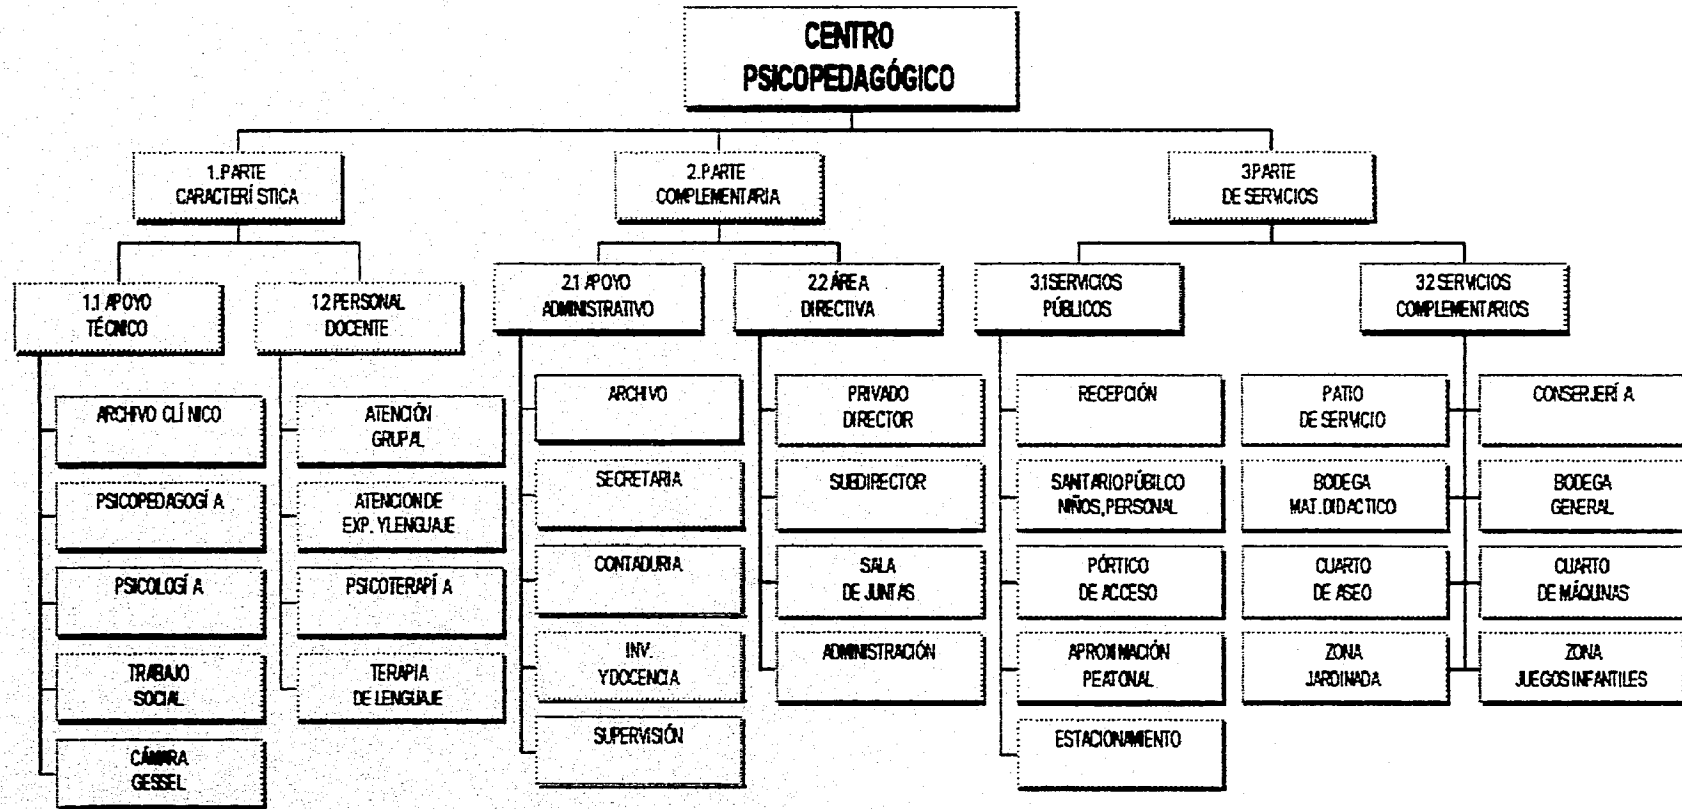 CENTRO
PSICOPEDAGÓGICO
1.PARTE
CARACTERÍSTICA
2.PARTE
COMPLEMENTARIA
3.PARTE
DE SERVICIOS
1.1 APOYO
TÉCNICO
1.2 PERSONAL
DOCENTE
2.1 APOYO
ADMINISTRATIVO
2.2 ÁREA
DIRECTIVA
3.1 SERVICIOS
PÚBLICOS
3.2 SERVICIOS
COMPLEMENTARIOS
ARCHIVO CLÍNICO
PSICOPEDAGOGÍA
PSICOLOGÍA
TRABAJO
SOCIAL
CÁMARA
GESSEL
ATENCIÓN
GRUPAL
ATENCION DE
EXP. Y LENGUAJE
PSICOTERAPÍA
TERAPIA
DE LENGUAJE
ARCHIVO
SECRETARIA
CONTADURIA
INV.
Y DOCENCIA
SUPERVISIÓN
PRIVADO
DIRECTOR
SUBDIRECTOR
SALA
DE JUNTAS
ADMINISTRACIÓN
RECEPCIÓN
SANITARIO PÚBILCO
NIÑOS, PERSONAL
PÓRTICO
DE ACCESO
APROXIMACIÓN
PEATONAL
ESTACIONAMIENTO
PATIO
DE SERVICIO
BODEGA
MAT. DIDACTICO
CUARTO
DE ASEO
ZONA
JARDINADA
CONSERJERÍA
BODEGA
GENERAL
CUARTO
DE MÁQUINAS
ZONA
JUEGOS INFANTILES